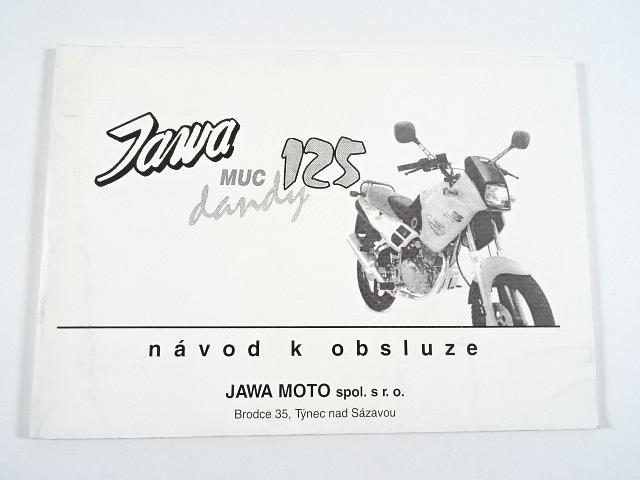 Jawa
MUC 125
dandy
návod k obsluze
JAWA MOTO spol. s r. o.
Brodce 35, Týnec nad Sázavou